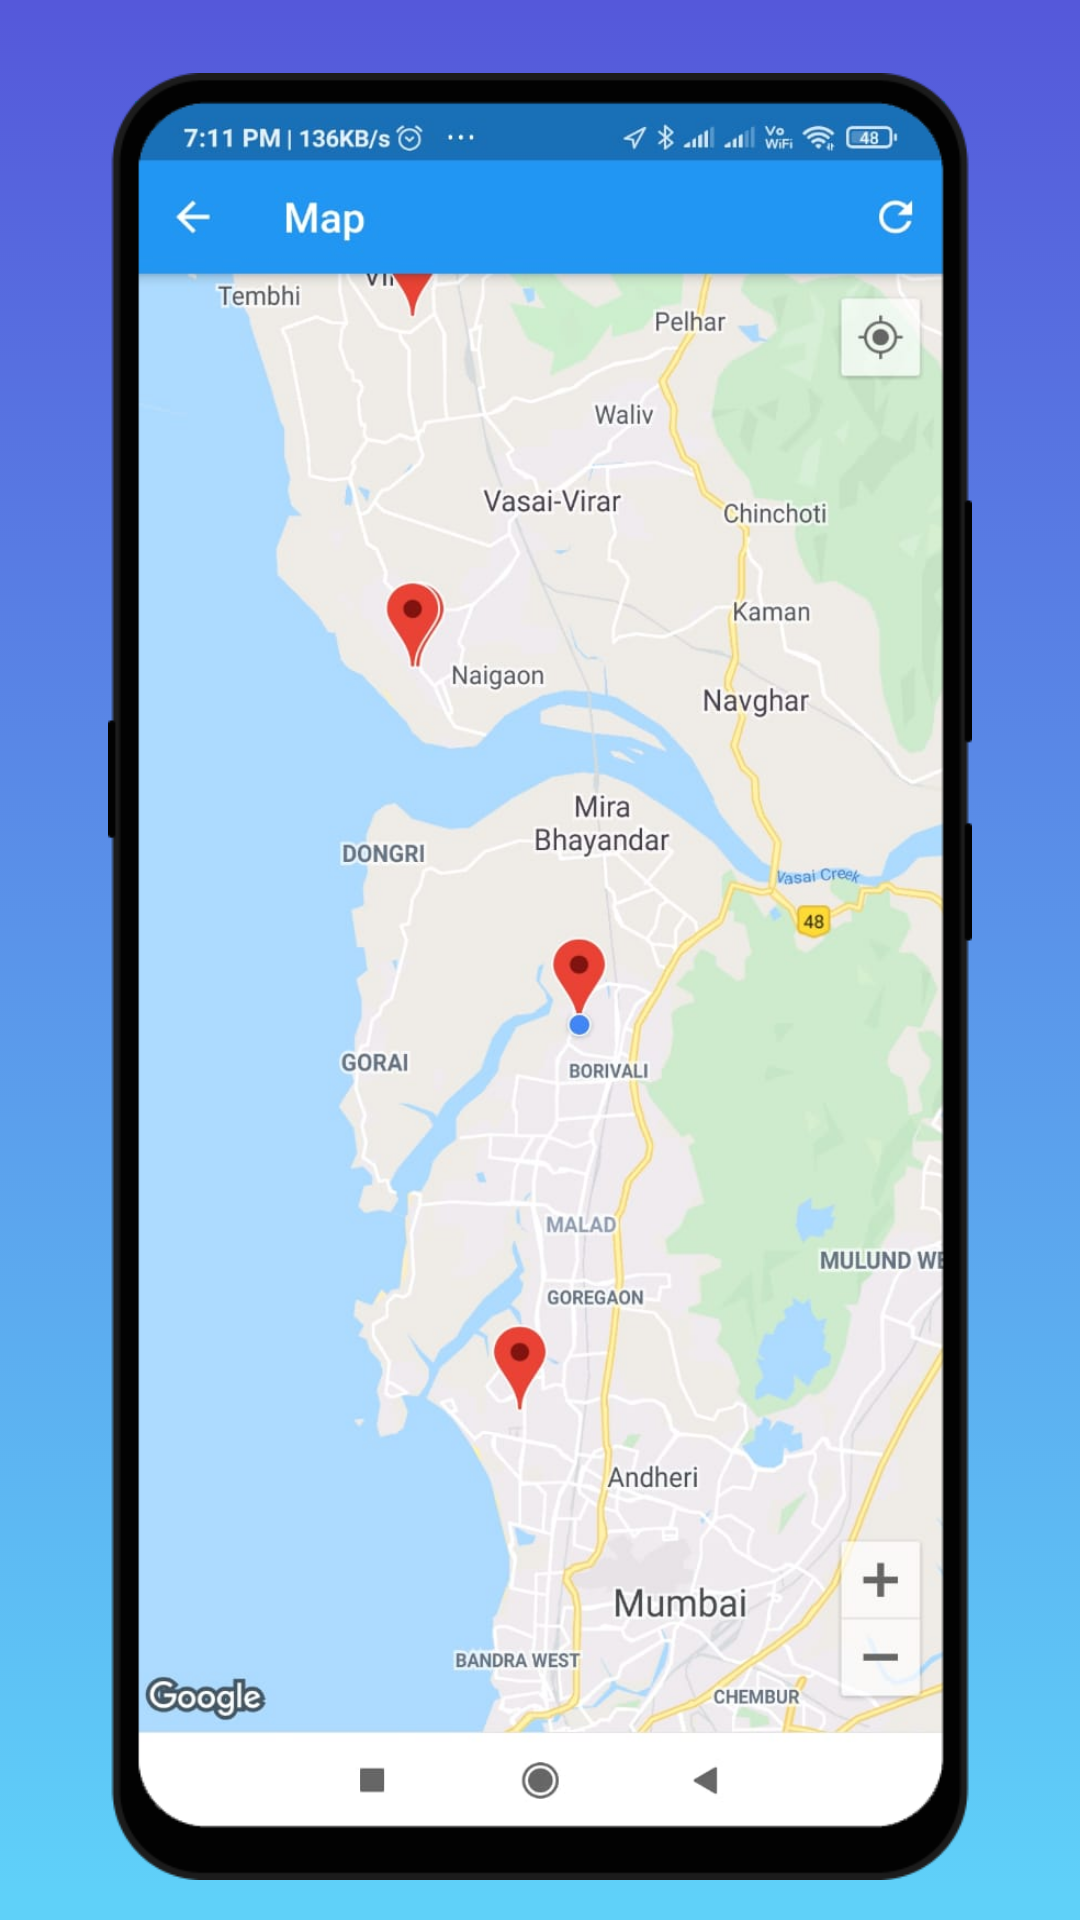 7:11 PM | 136KB/s ... Vo WiFi 48
Map
Tembhi
Pelhar
Waliv
Vasai-Virar
Chinchoti
Kaman
Naigaon
Navghar
Mira
Bhayandar
DONGRI
Vasai Creek
48
GORAI
BORIVALI
MALAD
MULUND WE
GOREGAON
Andheri
Mumbai
BANDRA WEST
Google
CHEMBUR